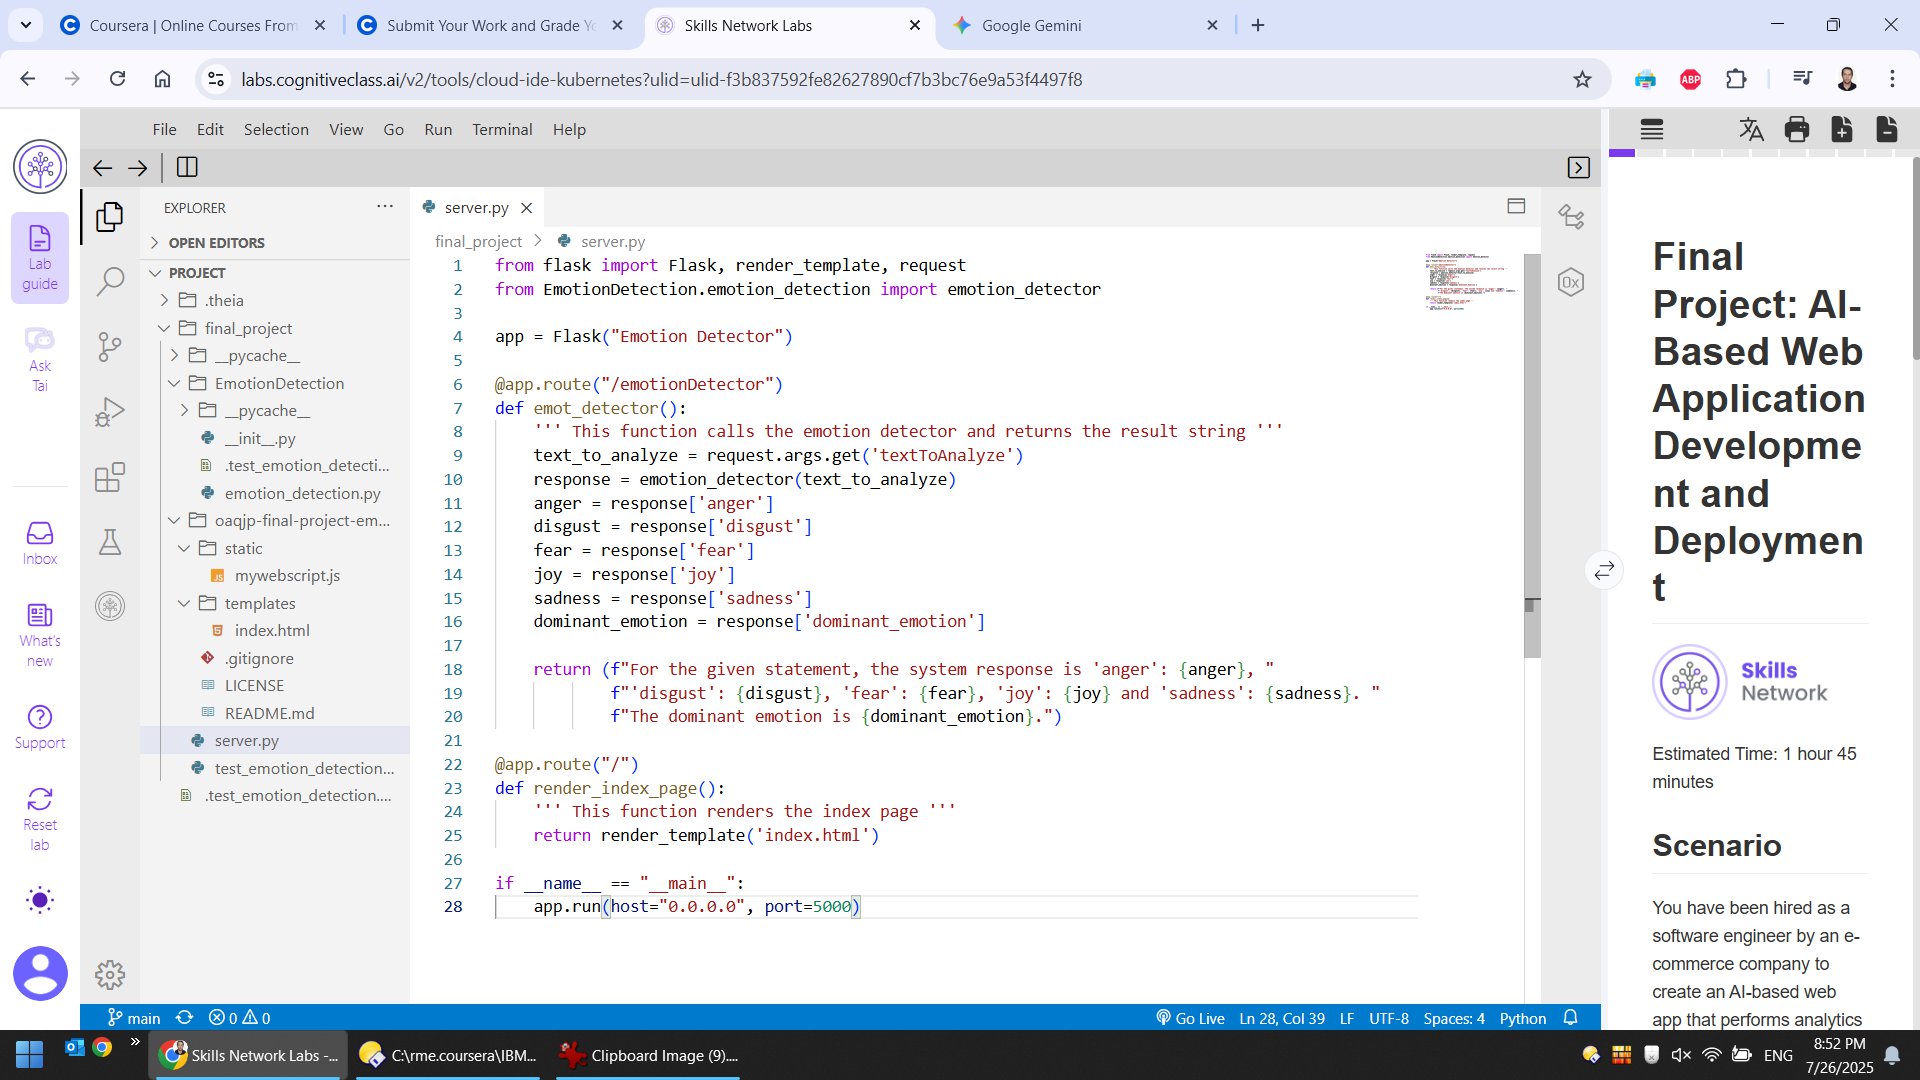 Coursera | Online Courses From
Submit Your Work and Grade Yo
Skills Network Labs
Google Gemini
labs.cognitiveclass.ai/v2/tools/cloud-ide-kubernetes?ulid=ulid-f3b837592fe82627890cf7b3bc76e9a53f4497f8
ABP
File Edit Selection View Go Run Terminal Help
Lab guide
Ask Tai
Inbox
What's new
Support
Reset lab
EXPLORER
OPEN EDITORS
PROJECT
.theia
final_project
__pycache__
EmotionDetection
__pycache__
__init__.py
.test_emotion_detecti...
emotion_detection.py
oaqjp-final-project-em...
static
JS mywebscript.js
templates
index.html
.gitignore
LICENSE
README.md
server.py
test_emotion_detection...
.test_emotion_detection....
server.py
final_project > server.py
1 from flask import Flask, render_template, request
2 from EmotionDetection.emotion_detection import emotion_detector
3
4 app = Flask("Emotion Detector")
5
6 @app.route("/emotionDetector")
7 def emot_detector():
8     ''' This function calls the emotion detector and returns the result string '''
9     text_to_analyze = request.args.get('textToAnalyze')
10     response = emotion_detector(text_to_analyze)
11     anger = response['anger']
12     disgust = response['disgust']
13     fear = response['fear']
14     joy = response['joy']
15     sadness = response['sadness']
16     dominant_emotion = response['dominant_emotion']
17
18     return (f"For the given statement, the system response is 'anger': {anger}, "
19             f"'disgust': {disgust}, 'fear': {fear}, 'joy': {joy} and 'sadness': {sadness}. "
20             f"The dominant emotion is {dominant_emotion}.")
21
22 @app.route("/")
23 def render_index_page():
24     ''' This function renders the index page '''
25     return render_template('index.html')
26
27 if __name__ == "__main__":
28     app.run(host="0.0.0.0", port=5000)
0x
Final
Project: AI-
Based Web
Application
Developme
nt and
Deploymen
t
Skills
Network
Estimated Time: 1 hour 45
minutes
Scenario
You have been hired as a
software engineer by an e-
commerce company to
create an AI-based web
app that performs analytics
main 0 0
Go Live Ln 28, Col 39 LF UTF-8 Spaces: 4 Python
Skills Network Labs -...
C:\rme.coursera\IBM...
Clipboard Image (9)....
ENG
8:52 PM
7/26/2025